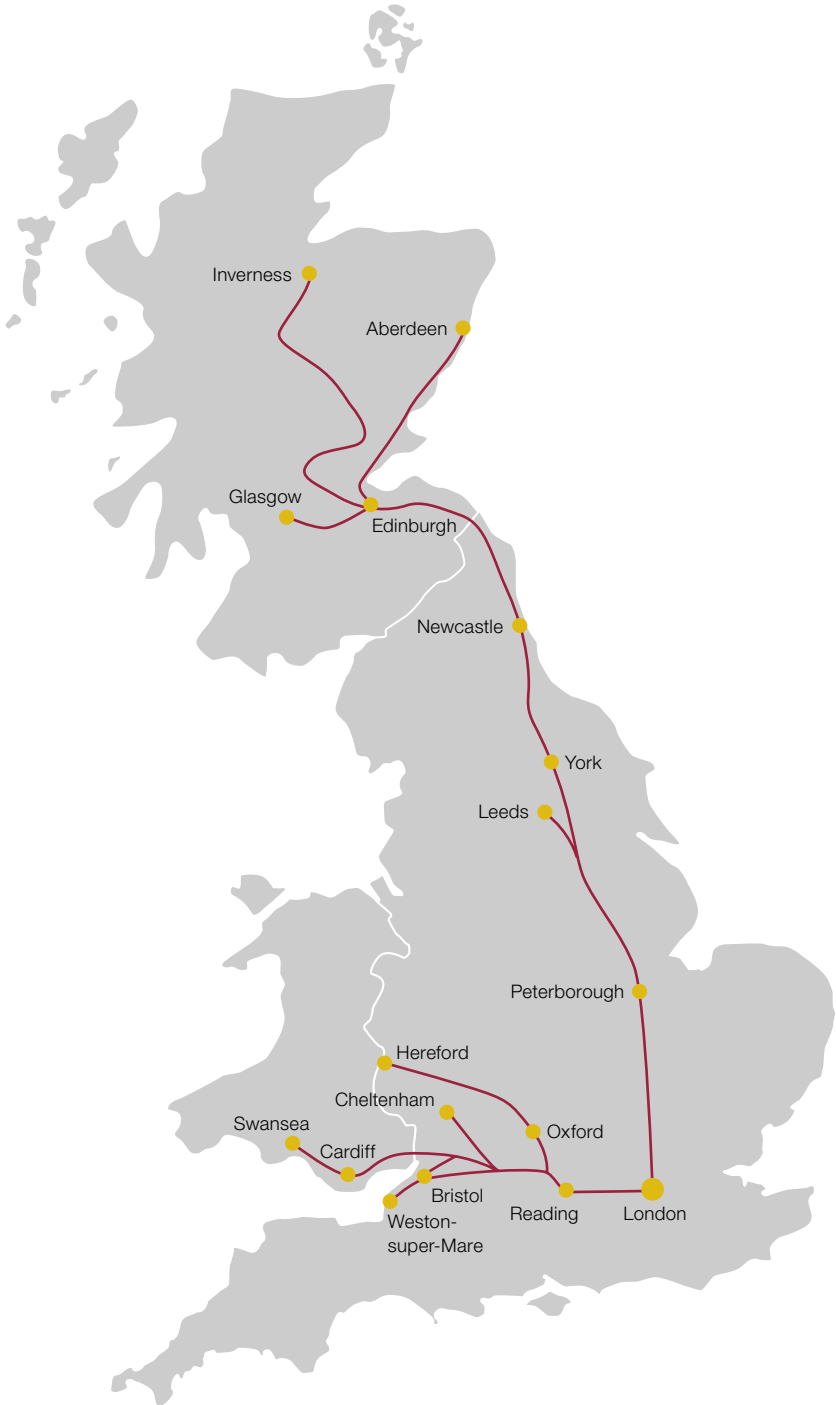 Inverness
Aberdeen
Glasgow
Edinburgh
Newcastle
York
Leeds
Peterborough
Hereford
Cheltenham
Swansea
Oxford
Cardiff
Bristol
Reading
London
Weston-
super-Mare